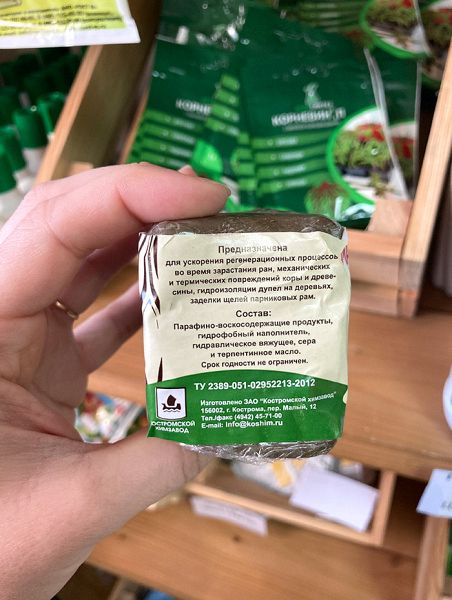 КОРНЕВИН
Предназначена
для ускорения регенерационных процессов
во время зарастания ран, механических
и термических повреждений коры и древе-
сины, гидроизоляции дупел на деревьях,
заделки щелей парниковых рам.
Состав:
Парафино-воскосодержащие продукты,
гидрофобный наполнитель,
гидравлическое вяжущее, сера
и терпентинное масло.
Срок годности не ограничен.
ТУ 2389-051-02952213-2012
Изготовлено ЗАО "Костромской химзавод"
156002, г. Кострома, пер. Малый, 12
Тел./факс (4942) 45-71-00
E-mail: info@koshim.ru
КОСТРОМСКОЙ
ХИМЗАВОД